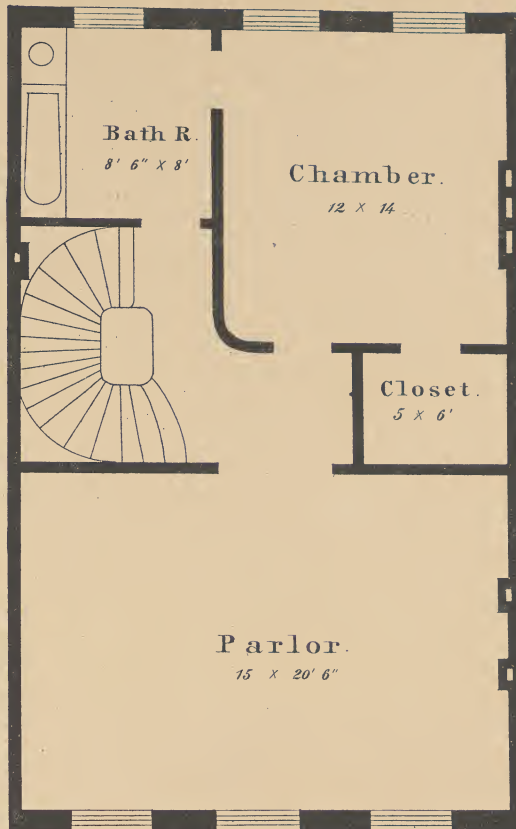 Bath R.
8' 6" X 8'
Chamber.
12 X 14
Closet.
5 X 6'
Parlor.
15 X 20' 6"